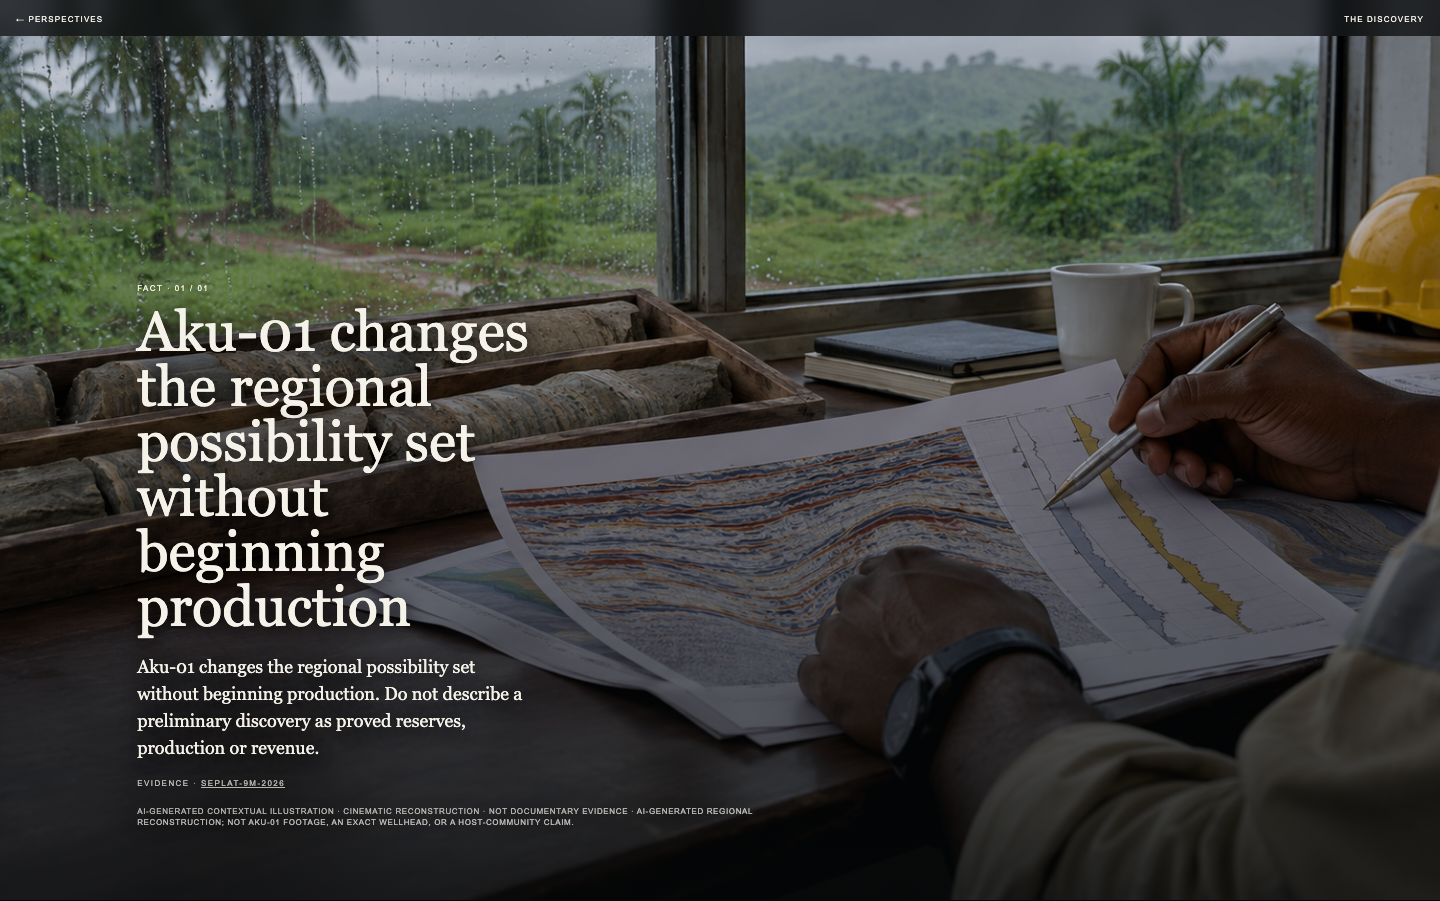 ← PERSPECTIVES
THE DISCOVERY
FACT · 01 / 01
Aku-01 changes
the regional
possibility set
without
beginning
production
Aku-01 changes the regional possibility set
without beginning production. Do not describe a
preliminary discovery as proved reserves,
production or revenue.
EVIDENCE · SEPLAT-9M-2026
AI-GENERATED CONTEXTUAL ILLUSTRATION · CINEMATIC RECONSTRUCTION · NOT DOCUMENTARY EVIDENCE · AI-GENERATED REGIONAL
RECONSTRUCTION; NOT AKU-01 FOOTAGE, AN EXACT WELLHEAD, OR A HOST-COMMUNITY CLAIM.